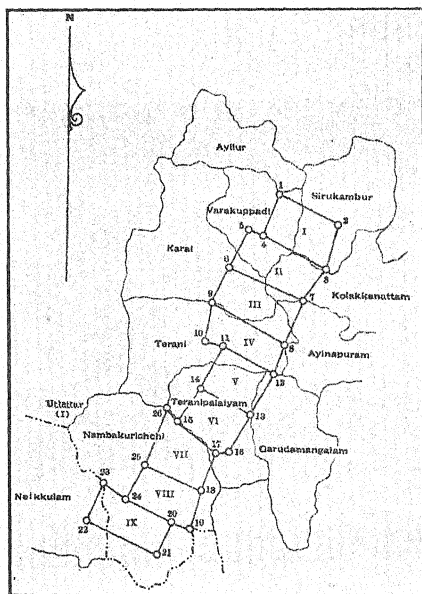 N
Avilur
1
Sirukambur
Varakuppadi
I
2
5
4
Karai
II
6
3
7
Kolakkanattam
9
III
10
11
IV
8
Ayinapuram
Terani
12
V
14
Teranipalaiyam
26
13
Uttattur
(I)
15
VI
Nambakurichchi
Garudamangalam
17
16
25
VII
23
18
Neikkulam
24
VIII
22
IX
20
19
21